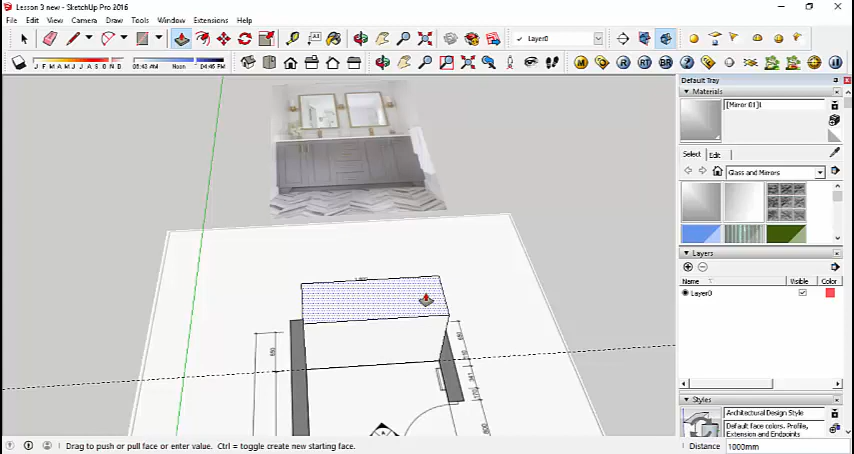 Lesson 3 new - SketchUp Pro 2016
File Edit View Camera Draw Tools Window Extensions Help
Layer0
J F M A M J J A S O N D 06:43 AM Noon 04:46 PM
M R RT BR
Default Tray
Materials
[Mirror 01]1
Select Edit
Glass and Mirrors
Layers
Name Visible Color
Layer0
Styles
Architectural Design Style
Default face colors. Profile, Extension and Endpoints
Drag to push or pull face or enter value. Ctrl = toggle create new starting face.
Distance 1000mm